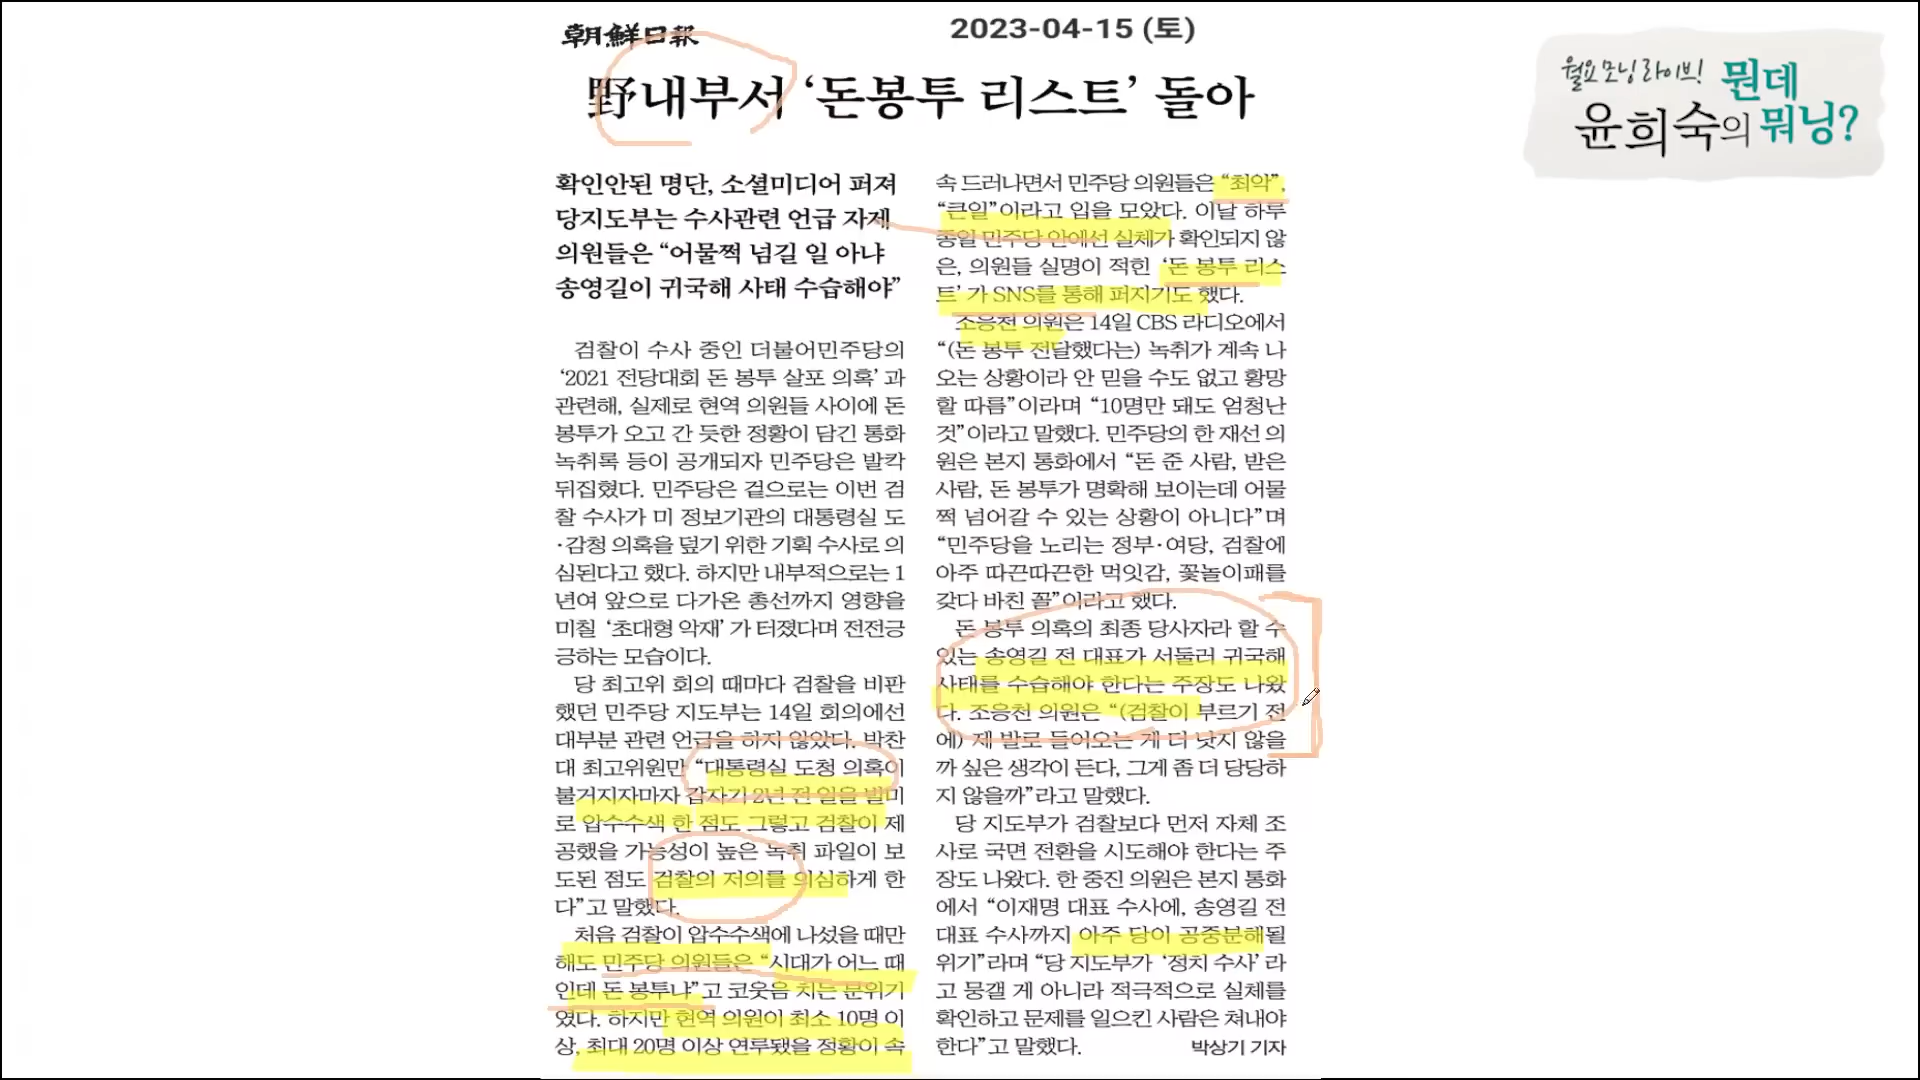 朝鮮日報
2023-04-15 (토)
월요 모닝 라이브!
뭔데
윤희숙의 뭐닝?
野내부서 ‘돈봉투 리스트’ 돌아
확인안된 명단, 소셜미디어 퍼져
당지도부는 수사관련 언급 자제
의원들은 “어물쩍 넘길 일 아냐
송영길이 귀국해 사태 수습해야”
검찰이 수사 중인 더불어민주당의
‘2021 전당대회 돈 봉투 살포 의혹’과
관련해, 실제로 현역 의원들 사이에 돈
봉투가 오고 간 듯한 정황이 담긴 통화
녹취록 등이 공개되자 민주당은 발칵
뒤집혔다. 민주당은 겉으로는 이번 검
찰 수사가 미 정보기관의 대통령실 도
·감청 의혹을 덮기 위한 기획 수사로 의
심된다고 했다. 하지만 내부적으로는 1
년여 앞으로 다가온 총선까지 영향을
미칠 ‘초대형 악재’가 터졌다며 전전긍
긍하는 모습이다.
당 최고위 회의 때마다 검찰을 비판
했던 민주당 지도부는 14일 회의에선
대부분 관련 언급을 하지 않았다. 박찬
대 최고위원만 “대통령실 도청 의혹이
불거지자마자 갑자기 2년 전 일을 빌미
로 압수수색 한 점도 그렇고 검찰이 제
공했을 가능성이 높은 녹취 파일이 보
도된 점도 검찰의 저의를 의심하게 한
다”고 말했다.
처음 검찰이 압수수색에 나섰을 때만
해도 민주당 의원들은 “시대가 어느 때
인데 돈 봉투냐”고 코웃음 치는 분위기
였다. 하지만 현역 의원이 최소 10명 이
상, 최대 20명 이상 연루됐을 정황이 속
속 드러나면서 민주당 의원들은 “최악”,
“큰일”이라고 입을 모았다. 이날 하루
종일 민주당 안에선 실체가 확인되지 않
은, 의원들 실명이 적힌 ‘돈 봉투 리스
트’가 SNS를 통해 퍼지기도 했다.
조응천 의원은 14일 CBS 라디오에서
“(돈 봉투 전달했다는) 녹취가 계속 나
오는 상황이라 안 믿을 수도 없고 황망
할 따름”이라며 “10명만 돼도 엄청난
것”이라고 말했다. 민주당의 한 재선 의
원은 본지 통화에서 “돈 준 사람, 받은
사람, 돈 봉투가 명확해 보이는데 어물
쩍 넘어갈 수 있는 상황이 아니다”며
“민주당을 노리는 정부·여당, 검찰에
아주 따끈따끈한 먹잇감, 꽃놀이패를
갖다 바친 꼴”이라고 했다.
돈 봉투 의혹의 최종 당사자라 할 수
있는 송영길 전 대표가 서둘러 귀국해
사태를 수습해야 한다는 주장도 나왔
다. 조응천 의원은 “(검찰이 부르기 전
에) 제 발로 들어오는 게 더 낫지 않을
까 싶은 생각이 든다, 그게 좀 더 당당하
지 않을까”라고 말했다.
당 지도부가 검찰보다 먼저 자체 조
사로 국면 전환을 시도해야 한다는 주
장도 나왔다. 한 중진 의원은 본지 통화
에서 “이재명 대표 수사에, 송영길 전
대표 수사까지 아주 당이 공중분해될
위기”라며 “당 지도부가 ‘정치 수사’라
고 뭉갤 게 아니라 적극적으로 실체를
확인하고 문제를 일으킨 사람은 쳐내야
한다”고 말했다.
박상기 기자